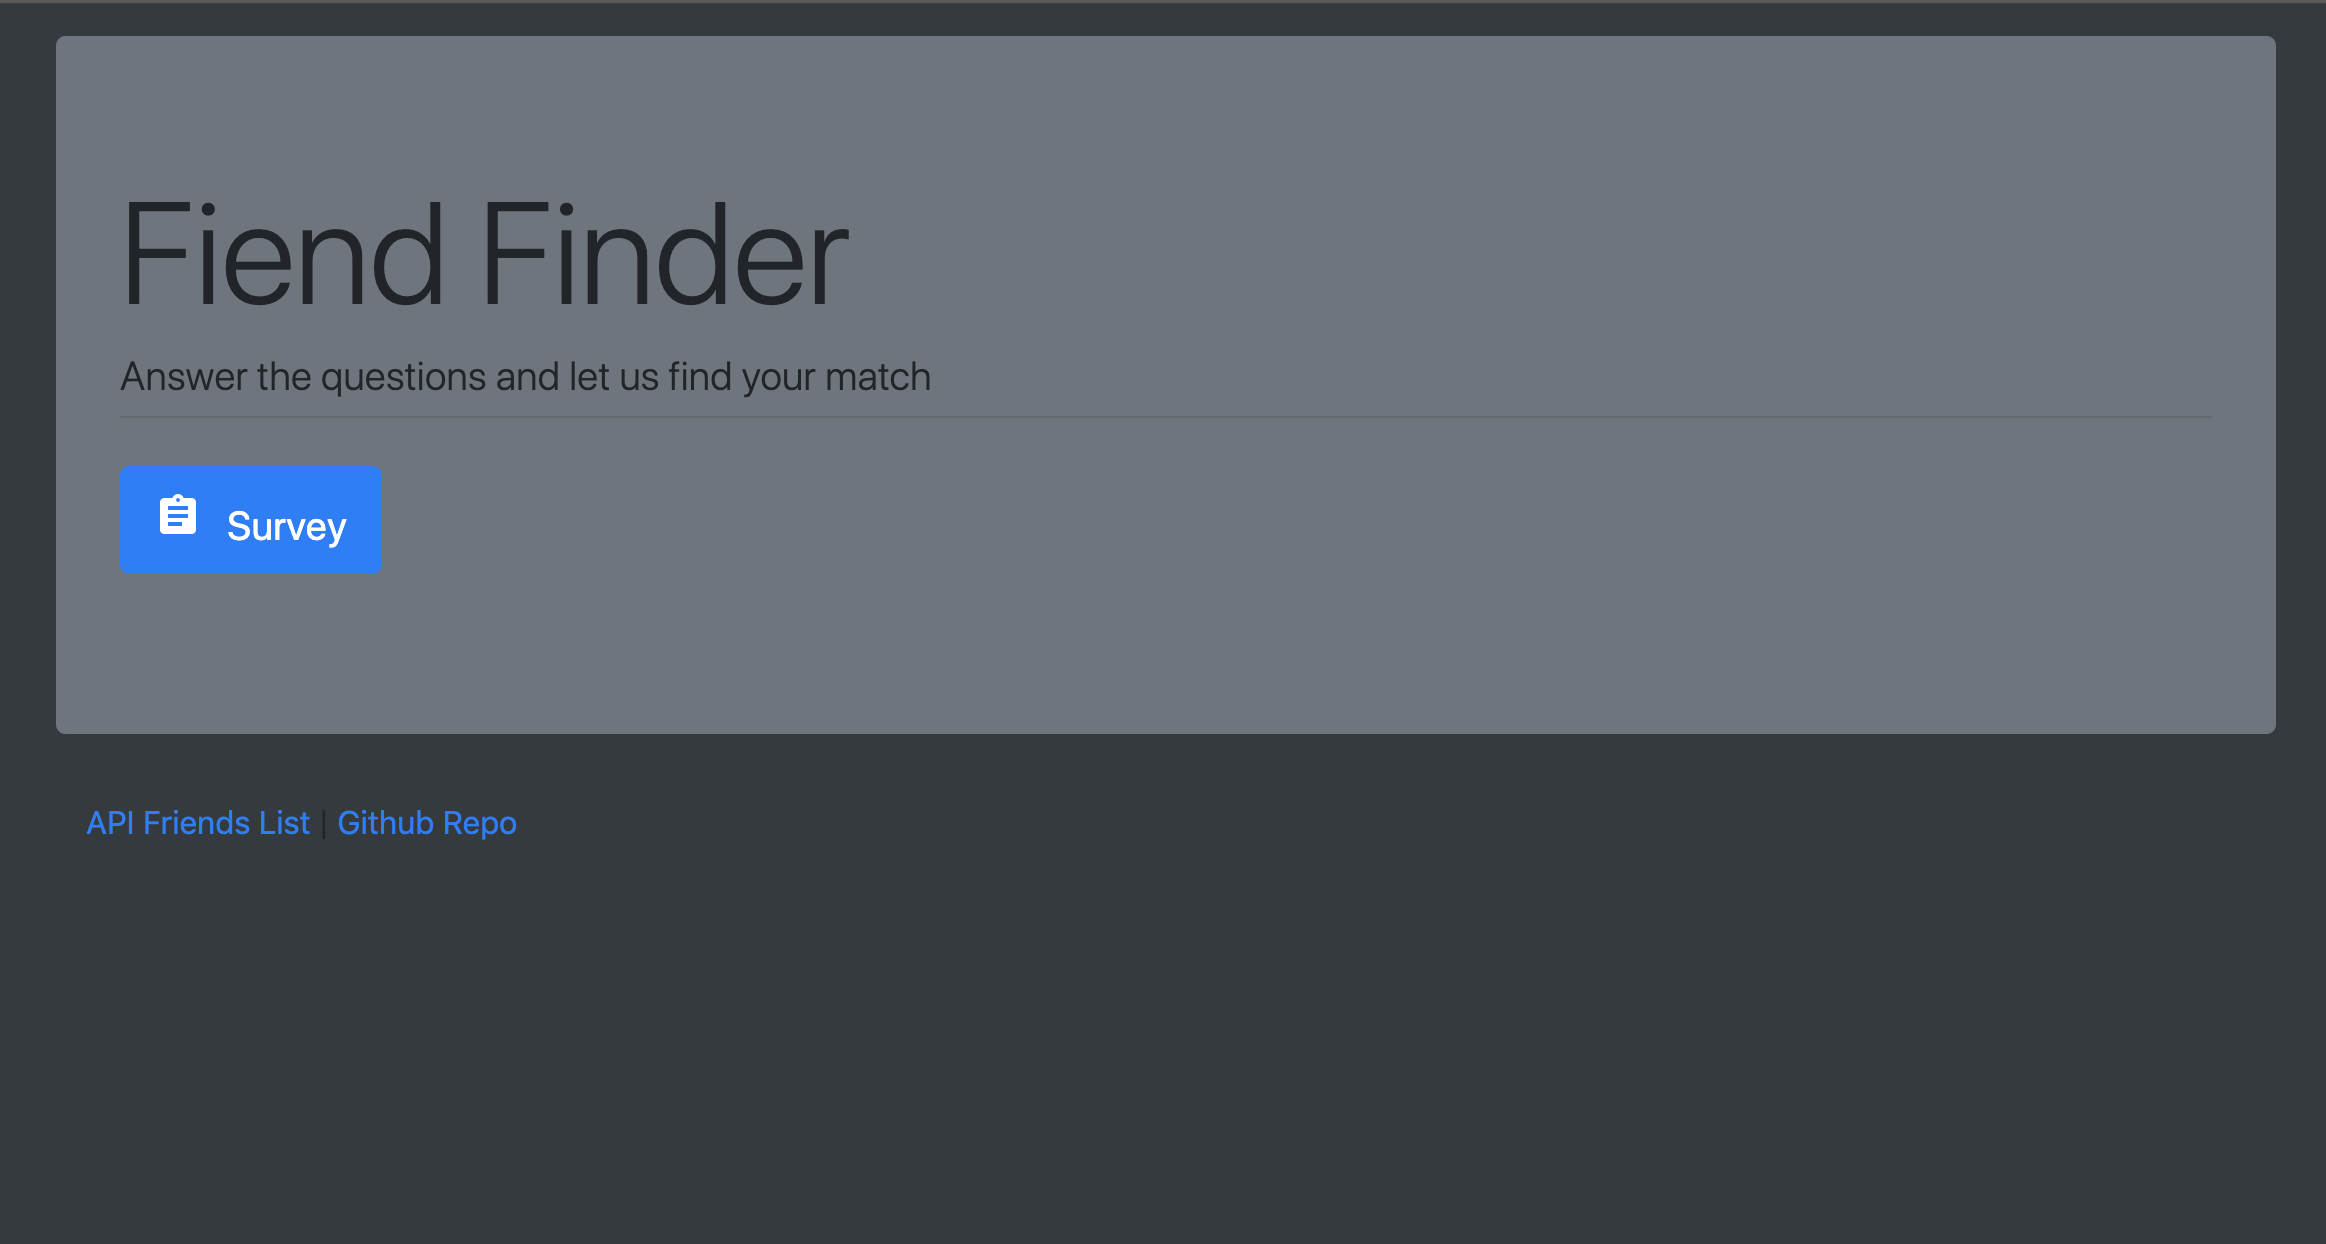 Fiend Finder
Answer the questions and let us find your match
Survey
API Friends List | Github Repo